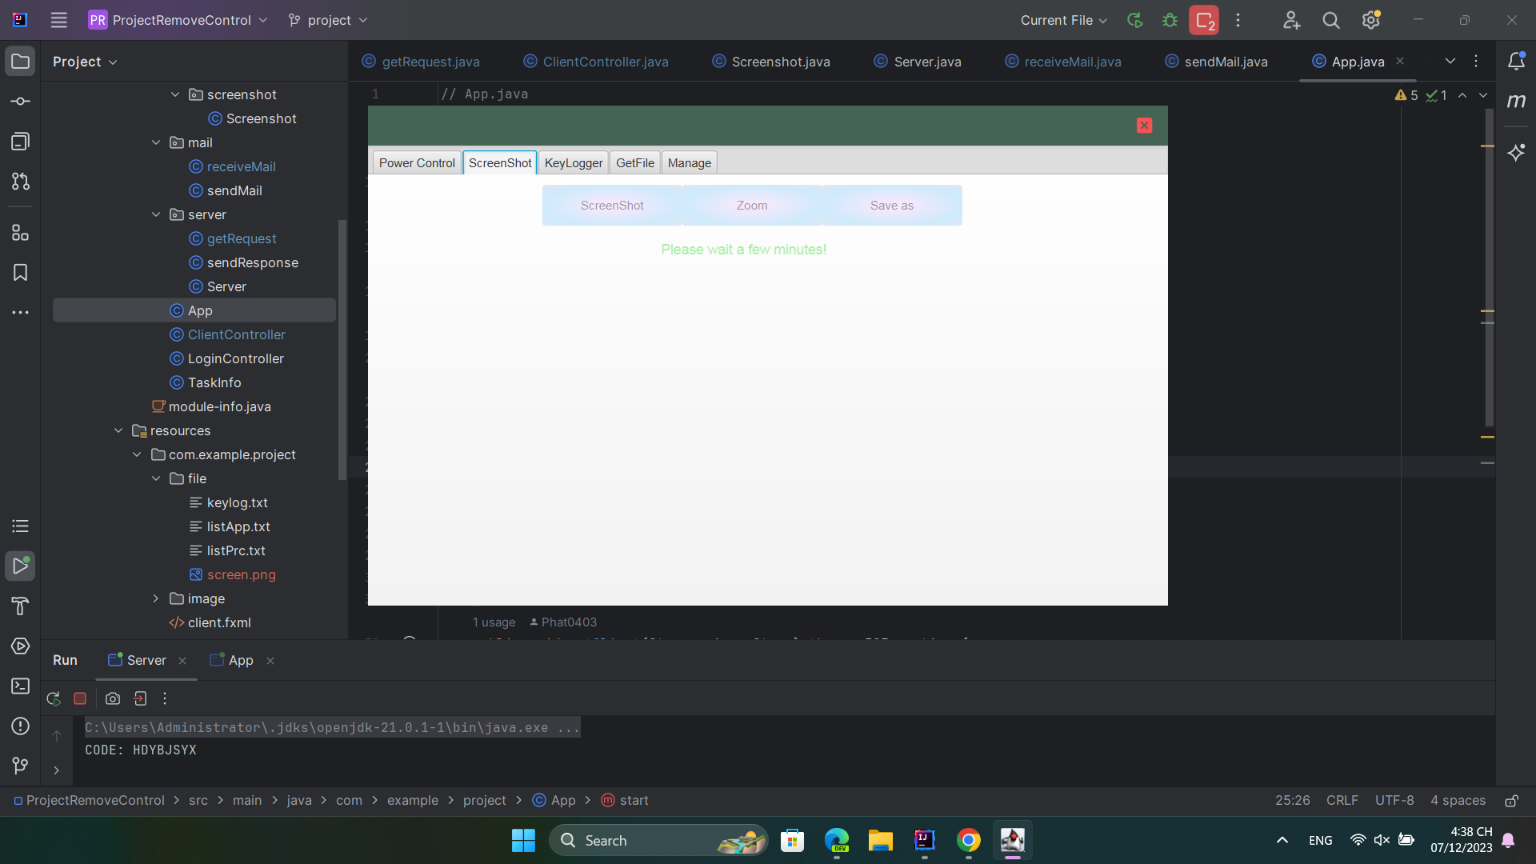 PR ProjectRemoveControl
project
Current File
2
Project
getRequest.java
ClientController.java
Screenshot.java
Server.java
receiveMail.java
sendMail.java
App.java
screenshot
Screenshot
mail
receiveMail
sendMail
server
getRequest
sendResponse
Server
App
ClientController
LoginController
TaskInfo
module-info.java
resources
com.example.project
file
keylog.txt
listApp.txt
listPrc.txt
screen.png
image
client.fxml
1 // App.java
5 1
m
Power Control
ScreenShot
KeyLogger
GetFile
Manage
ScreenShot
Zoom
Save as
Please wait a few minutes!
1 usage Phat0403
Run
Server
App
C:\Users\Administrator\.jdks\openjdk-21.0.1-1\bin\java.exe ...
CODE: HDYBJSYX
ProjectRemoveControl > src > main > java > com > example > project > App > start
25:26 CRLF UTF-8 4 spaces
Search
DEV
ENG
4:38 CH
07/12/2023